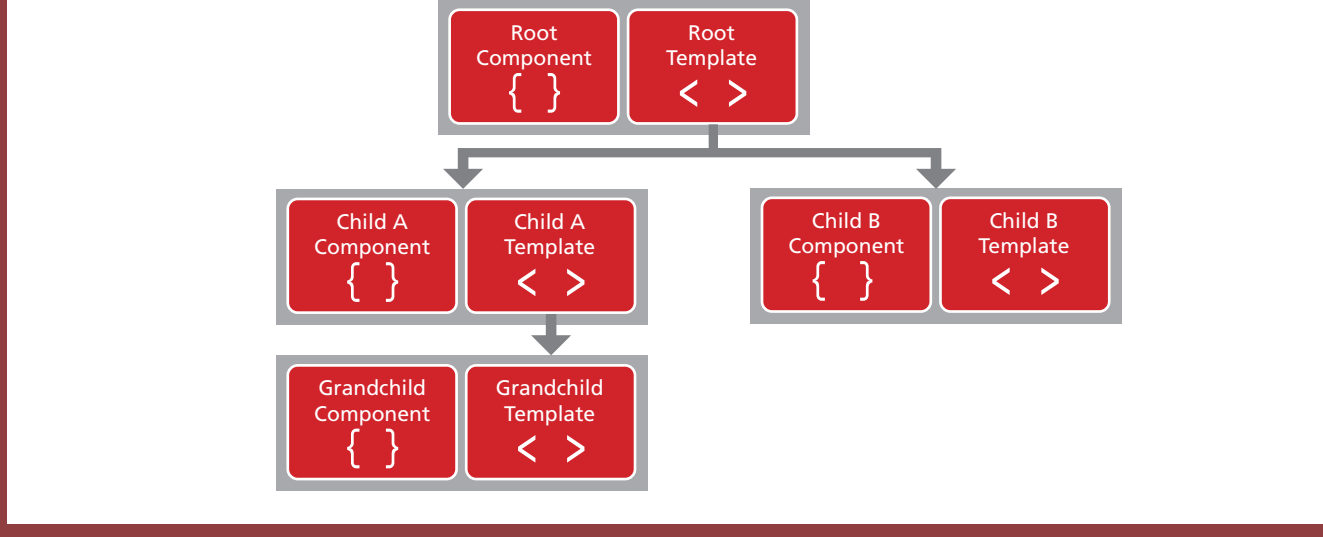 Root
Component
{ }
Root
Template
< >
Child A
Component
{ }
Child A
Template
< >
Child B
Component
{ }
Child B
Template
< >
Grandchild
Component
{ }
Grandchild
Template
< >